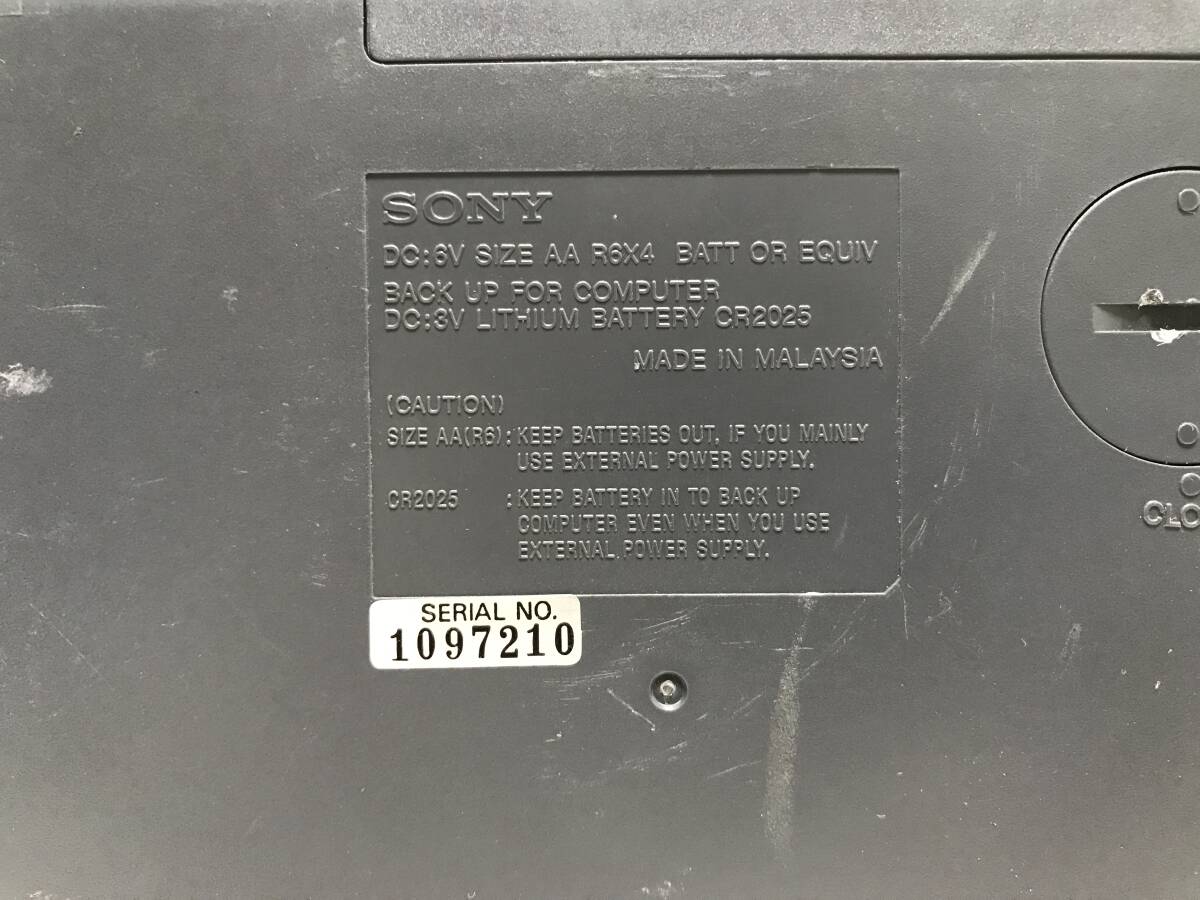 SONY
DC:6V SIZE AA R6X4 BATT OR EQUIV
BACK UP FOR COMPUTER
DC:3V LITHIUM BATTERY CR2025
MADE IN MALAYSIA
(CAUTION)
SIZE AA(R6): KEEP BATTERIES OUT, IF YOU MAINLY
USE EXTERNAL POWER SUPPLY.
CR2025 : KEEP BATTERY IN TO BACK UP
COMPUTER EVEN WHEN YOU USE
EXTERNAL POWER SUPPLY.
CLO
SERIAL NO.
1097210